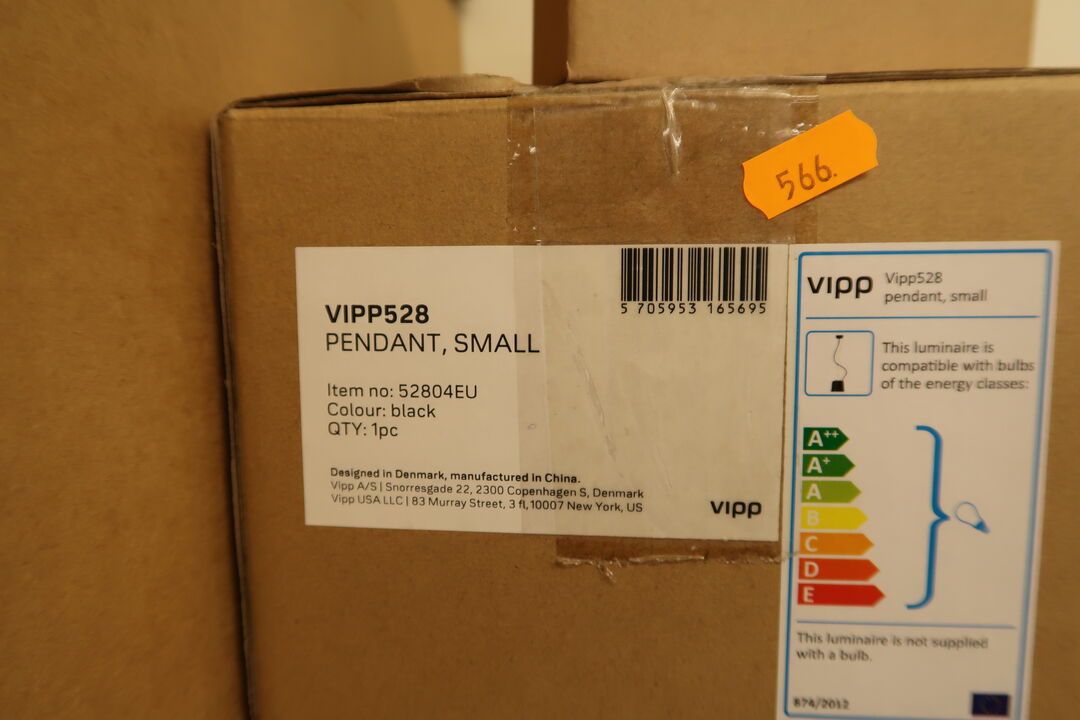 566.
VIPP528
PENDANT, SMALL
Item no: 52804EU
Colour: black
QTY: 1pc
Designed in Denmark, manufactured in China.
Vipp A/S | Snorresgade 22, 2300 Copenhagen S, Denmark
Vipp USA LLC | 83 Murray Street, 3 fl, 10007 New York, US
5 705953 165695
vipp
vipp
Vipp528
pendant, small
This luminaire is
compatible with bulbs
of the energy classes:
A++
A+
A
B
C
D
E
This luminaire is not supplied
with a bulb.
874/2012